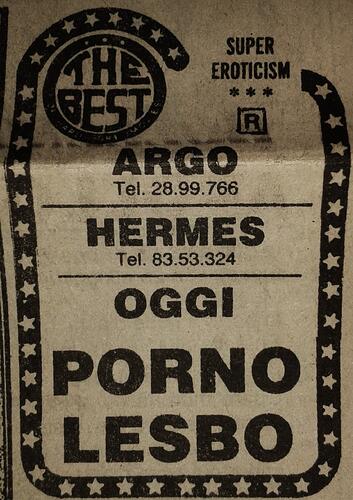 THE
BEST
SUPER
EROTICISM
***
R
ARGO
Tel. 28.99.766
HERMES
Tel. 83.53.324
OGGI
PORNO
LESBO